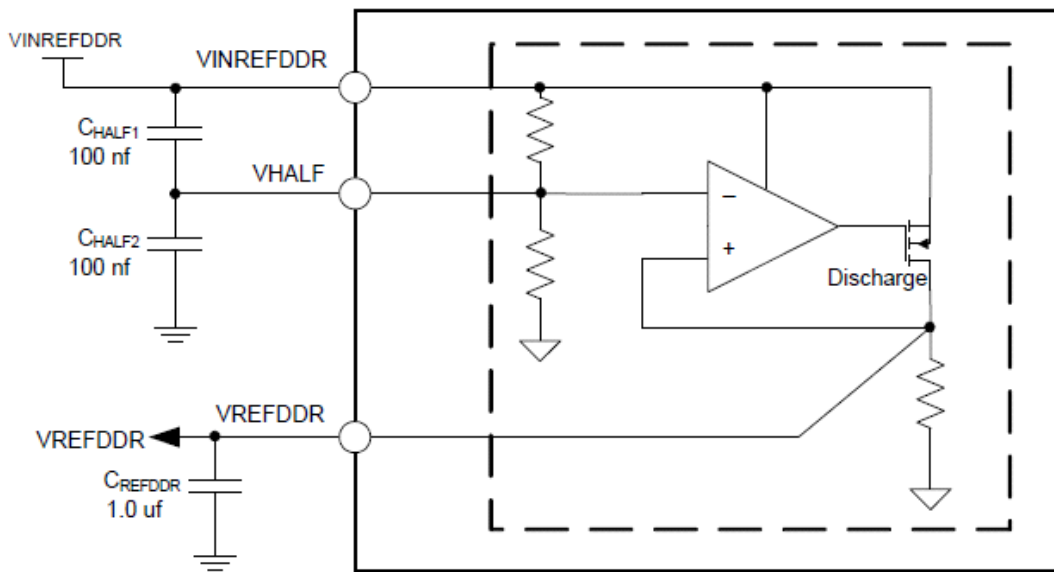 VINREFDDR
VINREFDDR
CHALF1
100 nf
VHALF
CHALF2
100 nf
−
+
Discharge
VREFDDR
VREFDDR
CREFDDR
1.0 uf